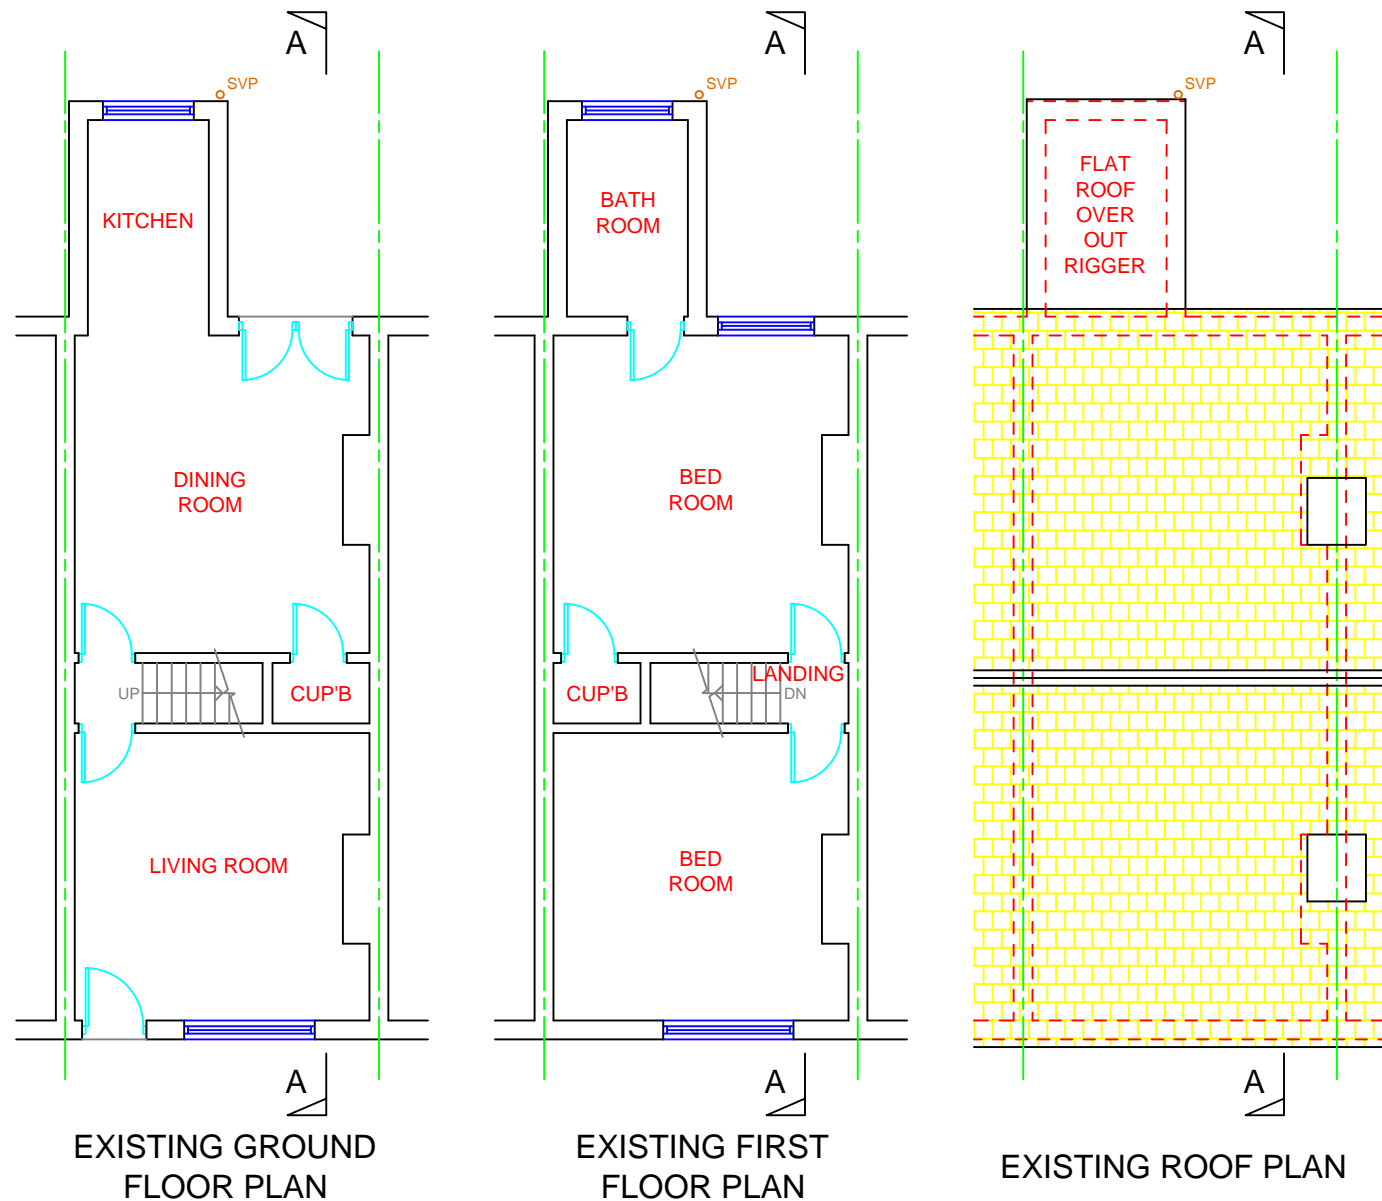 A
SVP
KITCHEN
DINING
ROOM
UP
CUP'B
LIVING ROOM
A
EXISTING GROUND
FLOOR PLAN
A
SVP
BATH
ROOM
BED
ROOM
CUP'B
LANDING
DN
BED
ROOM
A
EXISTING FIRST
FLOOR PLAN
A
SVP
FLAT
ROOF
OVER
OUT
RIGGER
A
EXISTING ROOF PLAN